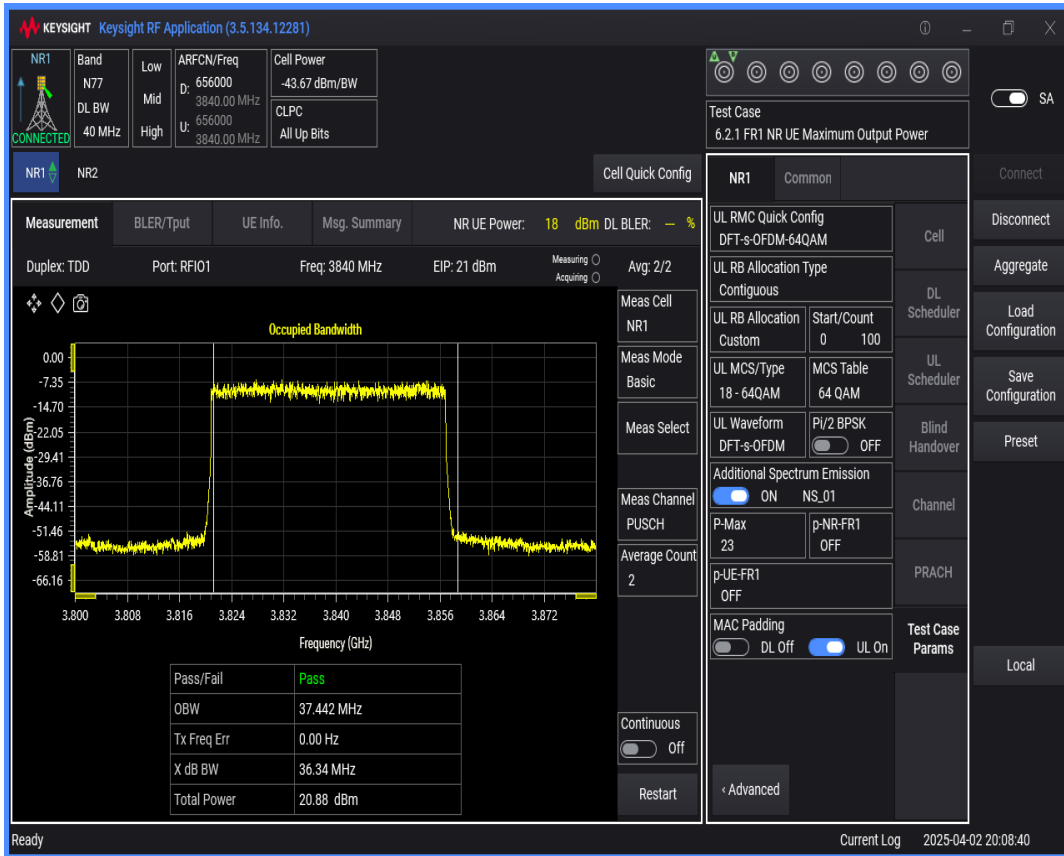 KEYSIGHT Keysight RF Application (3.5.134.12281)
NR1
CONNECTED
Band
N77
DL BW
40 MHz
Low
Mid
High
ARFCN/Freq
D: 656000
3840.00 MHz
U: 656000
3840.00 MHz
Cell Power
-43.67 dBm/BW
CLPC
All Up Bits
Test Case
6.2.1 FR1 NR UE Maximum Output Power
SA
NR1 NR2 Cell Quick Config
Measurement BLER/Tput UE Info. Msg. Summary NR UE Power: 18 dBm DL BLER: — %
Duplex: TDD Port: RFIO1 Freq: 3840 MHz EIP: 21 dBm Measuring Acquiring Avg: 2/2
Occupied Bandwidth
Amplitude (dBm)
0.00
-7.35
-14.70
-22.05
-29.41
-36.76
-44.11
-51.46
-58.81
-66.16
3.800 3.808 3.816 3.824 3.832 3.840 3.848 3.856 3.864 3.872
Frequency (GHz)
Pass/Fail Pass
OBW 37.442 MHz
Tx Freq Err 0.00 Hz
X dB BW 36.34 MHz
Total Power 20.88 dBm
Meas Cell
NR1
Meas Mode
Basic
Meas Select
Meas Channel
PUSCH
Average Count
2
Continuous
Off
Restart
NR1 Common
UL RMC Quick Config
DFT-s-OFDM-64QAM
UL RB Allocation Type
Contiguous
UL RB Allocation
Custom
Start/Count
0 100
UL MCS/Type
18 - 64QAM
MCS Table
64 QAM
UL Waveform
DFT-s-OFDM
Pi/2 BPSK
OFF
Additional Spectrum Emission
ON NS_01
P-Max
23
p-NR-FR1
OFF
p-UE-FR1
OFF
MAC Padding
DL Off UL On
‹ Advanced
Cell
DL
Scheduler
UL
Scheduler
Blind
Handover
Channel
PRACH
Test Case
Params
Connect
Disconnect
Aggregate
Load
Configuration
Save
Configuration
Preset
Local
Ready Current Log 2025-04-02 20:08:40